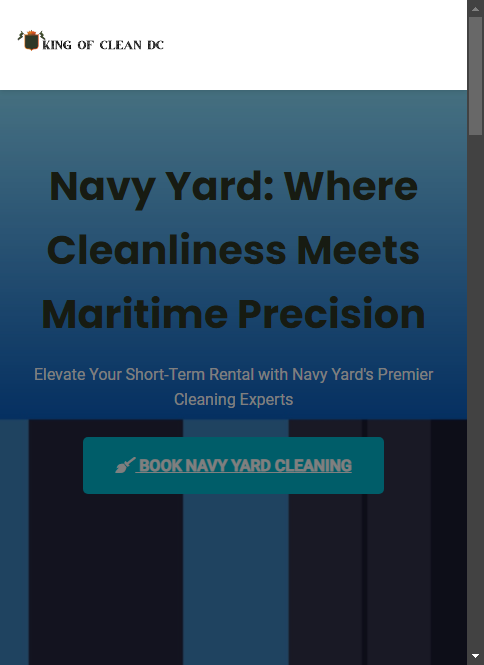 KING OF CLEAN DC
Navy Yard: Where
Cleanliness Meets
Maritime Precision
Elevate Your Short-Term Rental with Navy Yard's Premier
Cleaning Experts
BOOK NAVY YARD CLEANING